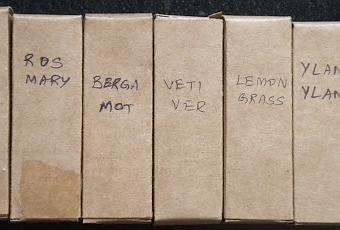 ROS
MARY
BERGA
MOT
VETI
VER
LEMON
GRASS
YLAN
YLAN